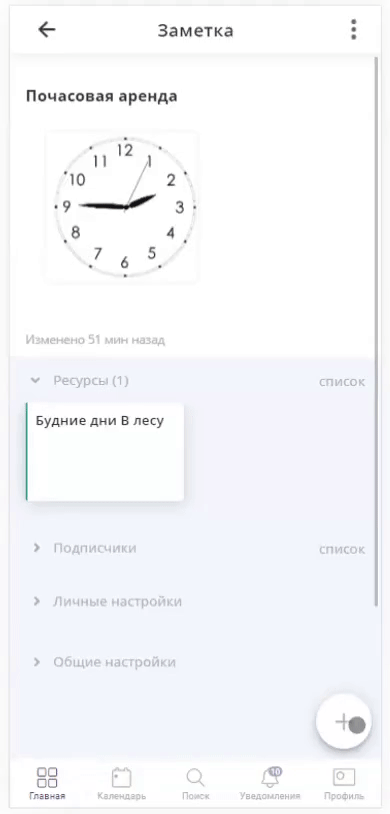 Заметка
Почасовая аренда
12
11 1
10 2
9 3
8 4
7 5
6
Изменено 51 мин назад
Ресурсы (1) список
Будние дни В лесу
Подписчики список
Личные настройки
Общие настройки
10
Главная Календарь Поиск Уведомления Профиль